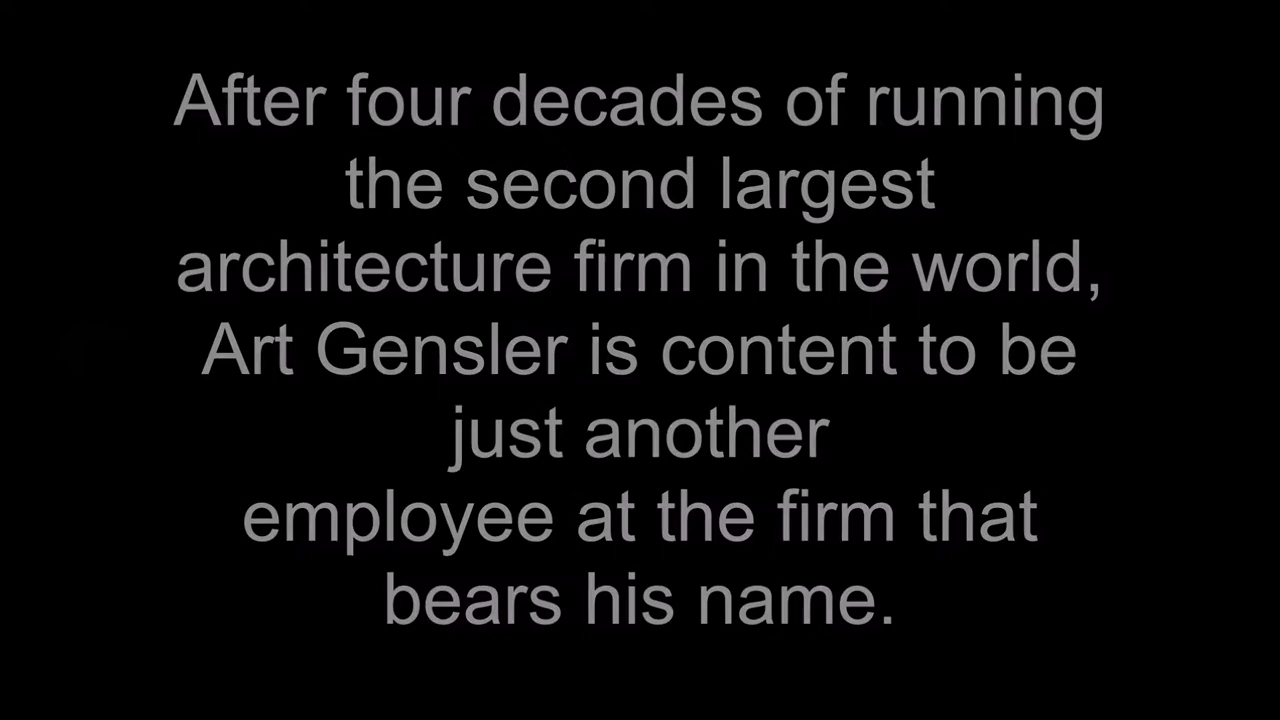 After four decades of running
the second largest
architecture firm in the world,
Art Gensler is content to be
just another
employee at the firm that
bears his name.